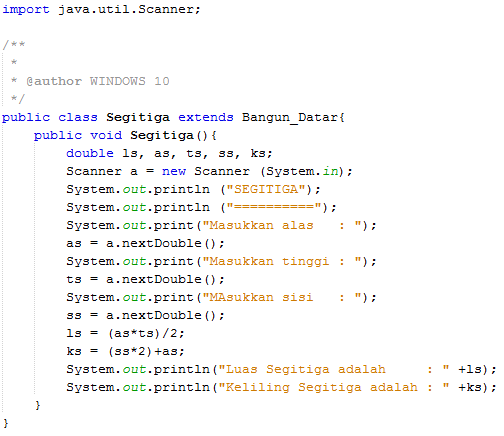 import java.util.Scanner;
/**
 *
 * @author WINDOWS 10
 */
public class Segitiga extends Bangun_Datar{
    public void Segitiga(){
        double ls, as, ts, ss, ks;
        Scanner a = new Scanner (System.in);
        System.out.println ("SEGITIGA");
        System.out.println ("==========");
        System.out.print("Masukkan alas   : ");
        as = a.nextDouble();
        System.out.print("Masukkan tinggi : ");
        ts = a.nextDouble();
        System.out.print("MAsukkan sisi   : ");
        ss = a.nextDouble();
        ls = (as*ts)/2;
        ks = (ss*2)+as;
        System.out.println("Luas Segitiga adalah     : " +ls);
        System.out.println("Keliling Segitiga adalah : " +ks);
    }
}